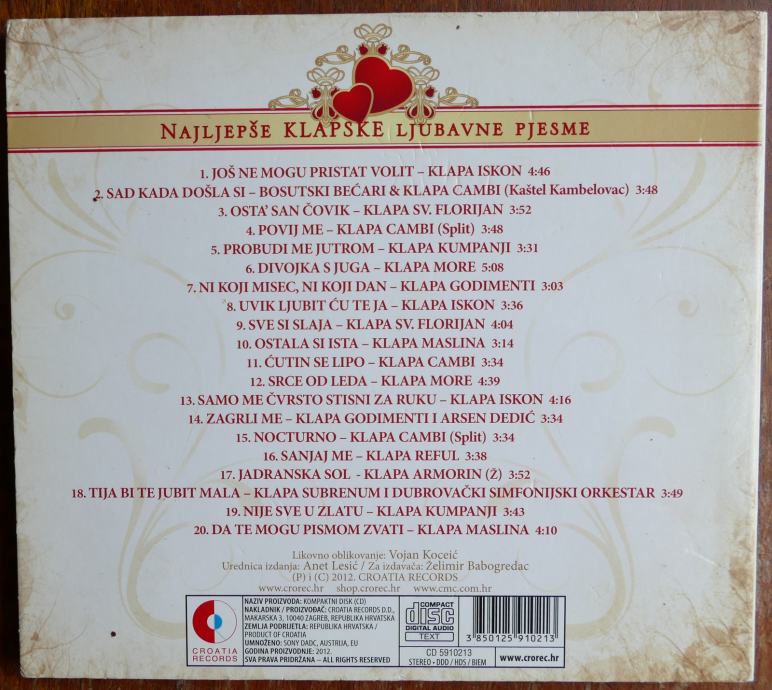 NAJLJEPŠE KLAPSKE LJUBAVNE PJESME
1. JOŠ NE MOGU PRISTAT VOLIT – KLAPA ISKON 4:46
2. SAD KADA DOŠLA SI – BOSUTSKI BEĆARI & KLAPA CAMBI (Kaštel Kambelovac) 3:48
3. OSTA' SAN ČOVIK – KLAPA SV. FLORIJAN 3:52
4. POVIJ ME – KLAPA CAMBI (Split) 3:48
5. PROBUDI ME JUTROM – KLAPA KUMPANJI 3:31
6. DIVOJKA S JUGA – KLAPA MORE 5:08
7. NI KOJI MISEC, NI KOJI DAN – KLAPA GODIMENTI 3:03
8. UVIK LJUBIT ĆU TE JA – KLAPA ISKON 3:36
9. SVE SI SLAJA – KLAPA SV. FLORIJAN 4:04
10. OSTALA SI ISTA – KLAPA MASLINA 3:14
11. ĆUTIN SE LIPO – KLAPA CAMBI 3:34
12. SRCE OD LEDA – KLAPA MORE 4:39
13. SAMO ME ČVRSTO STISNI ZA RUKU – KLAPA ISKON 4:16
14. ZAGRLI ME – KLAPA GODIMENTI I ARSEN DEDIĆ 3:34
15. NOCTURNO – KLAPA CAMBI (Split) 3:34
16. SANJAJ ME – KLAPA REFUL 3:38
17. JADRANSKA SOL - KLAPA ARMORIN (Ž) 3:52
18. TIJA BI TE JUBIT MALA – KLAPA SUBRENUM I DUBROVAČKI SIMFONIJSKI ORKESTAR 3:49
19. NIJE SVE U ZLATU – KLAPA KUMPANJI 3:43
20. DA TE MOGU PISMOM ZVATI – KLAPA MASLINA 4:10
Likovno oblikovanje: Vojan Koceić
Urednica izdanja: Anet Lesić / Za izdavača: Želimir Babogredac
(P) i (C) 2012. CROATIA RECORDS
www.crorec.hr shop.crorec.hr www.cmc.com.hr
CROATIA
RECORDS
NAZIV PROIZVODA: KOMPAKTNI DISK (CD)
NAKLADNIK / PROIZVOĐAČ: CROATIA RECORDS D.D.,
MAKARSKA 3, 10040 ZAGREB, REPUBLIKA HRVATSKA
ZEMLJA PODRIJETLA: REPUBLIKA HRVATSKA /
PRODUCT OF CROATIA
UMNOŽENO: SONY DADC, AUSTRIJA, EU
GODINA PROIZVODNJE: 2012.
SVA PRAVA PRIDRŽANA – ALL RIGHTS RESERVED
COMPACT
disc
DIGITAL AUDIO
TEXT
CD 5910213
STEREO • DDD / HDS / BIEM
3 850125 910213
www.crorec.hr